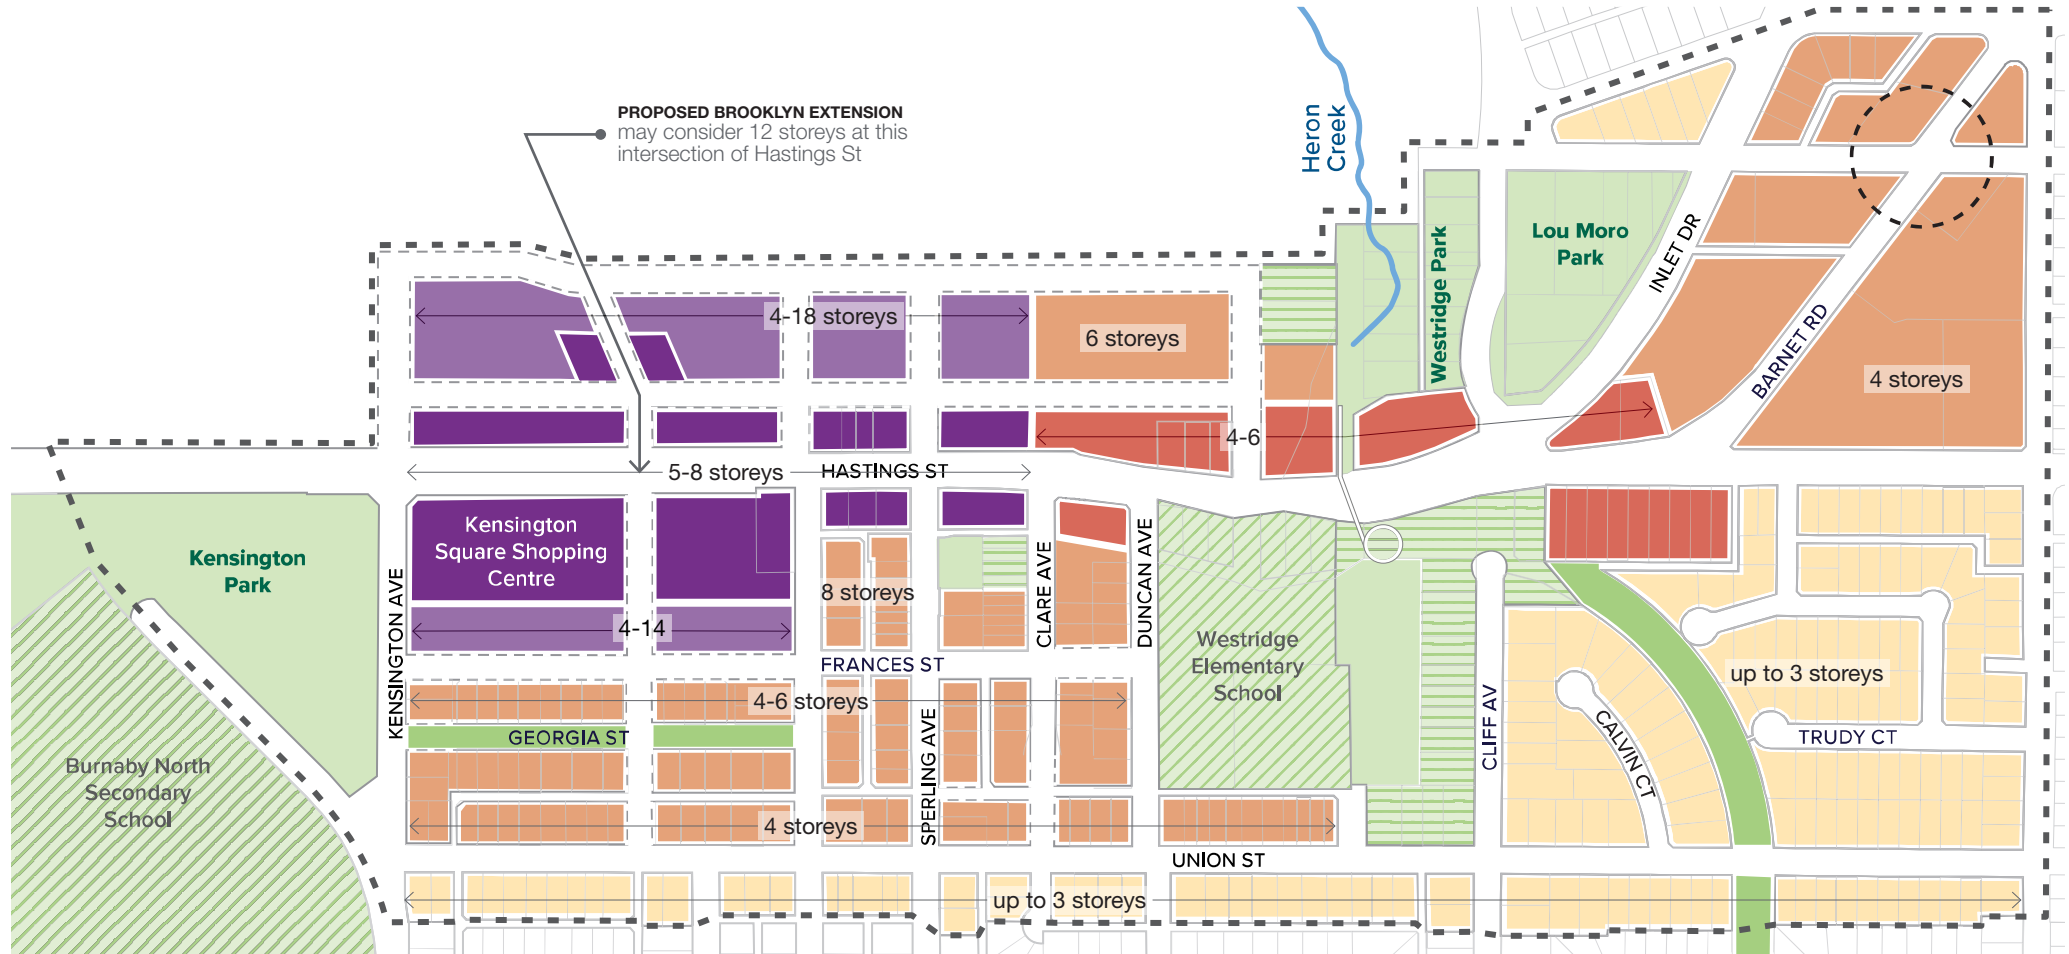 PROPOSED BROOKLYN EXTENSION
may consider 12 storeys at this
intersection of Hastings St
Heron
Creek
Westridge Park
Lou Moro
Park
INLET DR
BARNET RD
4-18 storeys
6 storeys
4 storeys
4-6
5-8 storeys
HASTINGS ST
Kensington
Park
KENSINGTON AVE
Kensington
Square Shopping
Centre
8 storeys
CLARE AVE
DUNCAN AVE
4-14
FRANCES ST
Westridge
Elementary
School
up to 3 storeys
4-6 storeys
GEORGIA ST
SPERLING AVE
CLIFF AV
CALVIN CT
TRUDY CT
Burnaby North
Secondary
School
4 storeys
UNION ST
up to 3 storeys